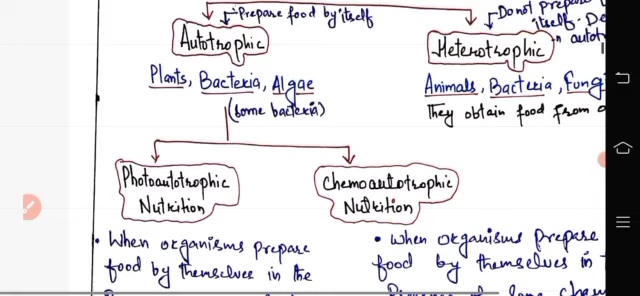 Prepare food by itself
Do not prepare
itself.
Autotrophic
Heterotrophic
Plants, Bacteria, Algae
(some bacteria)
Animals, Bacteria,
They obtain food from
Photoautotrophic
Nutrition
Chemoautotrophic
Nutrition
• When organisms prepare
food by themselves in the
• When organisms prepare
food by themselves in